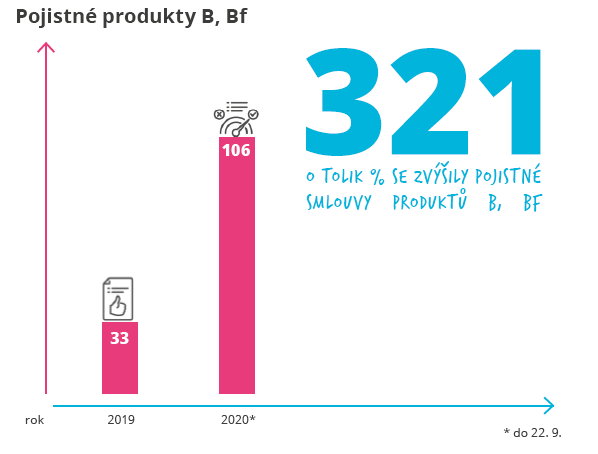 Pojistné produkty B, Bf
321
O TOLIK % SE ZVÝŠILY POJISTNÉ
SMLOUVY PRODUKTŮ B, BF
106
33
rok 2019 2020*
* do 22. 9.